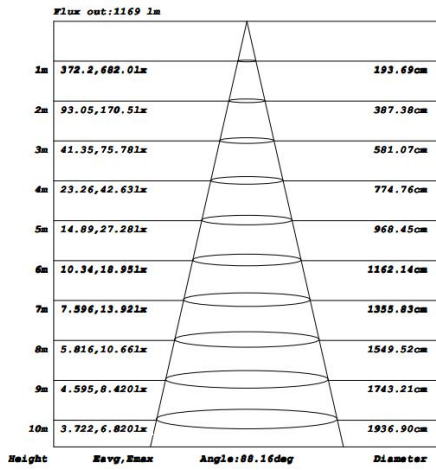 Flux out:1169 lm
1m 372.2,682.0lx 193.69cm
2m 93.05,170.5lx 387.38cm
3m 41.35,75.78lx 581.07cm
4m 23.26,42.63lx 774.76cm
5m 14.89,27.28lx 968.45cm
6m 10.34,18.95lx 1162.14cm
7m 7.596,13.92lx 1355.83cm
8m 5.816,10.66lx 1549.52cm
9m 4.595,8.420lx 1743.21cm
10m 3.722,6.820lx 1936.90cm
Height Eavg,Emax Angle:88.16deg Diameter